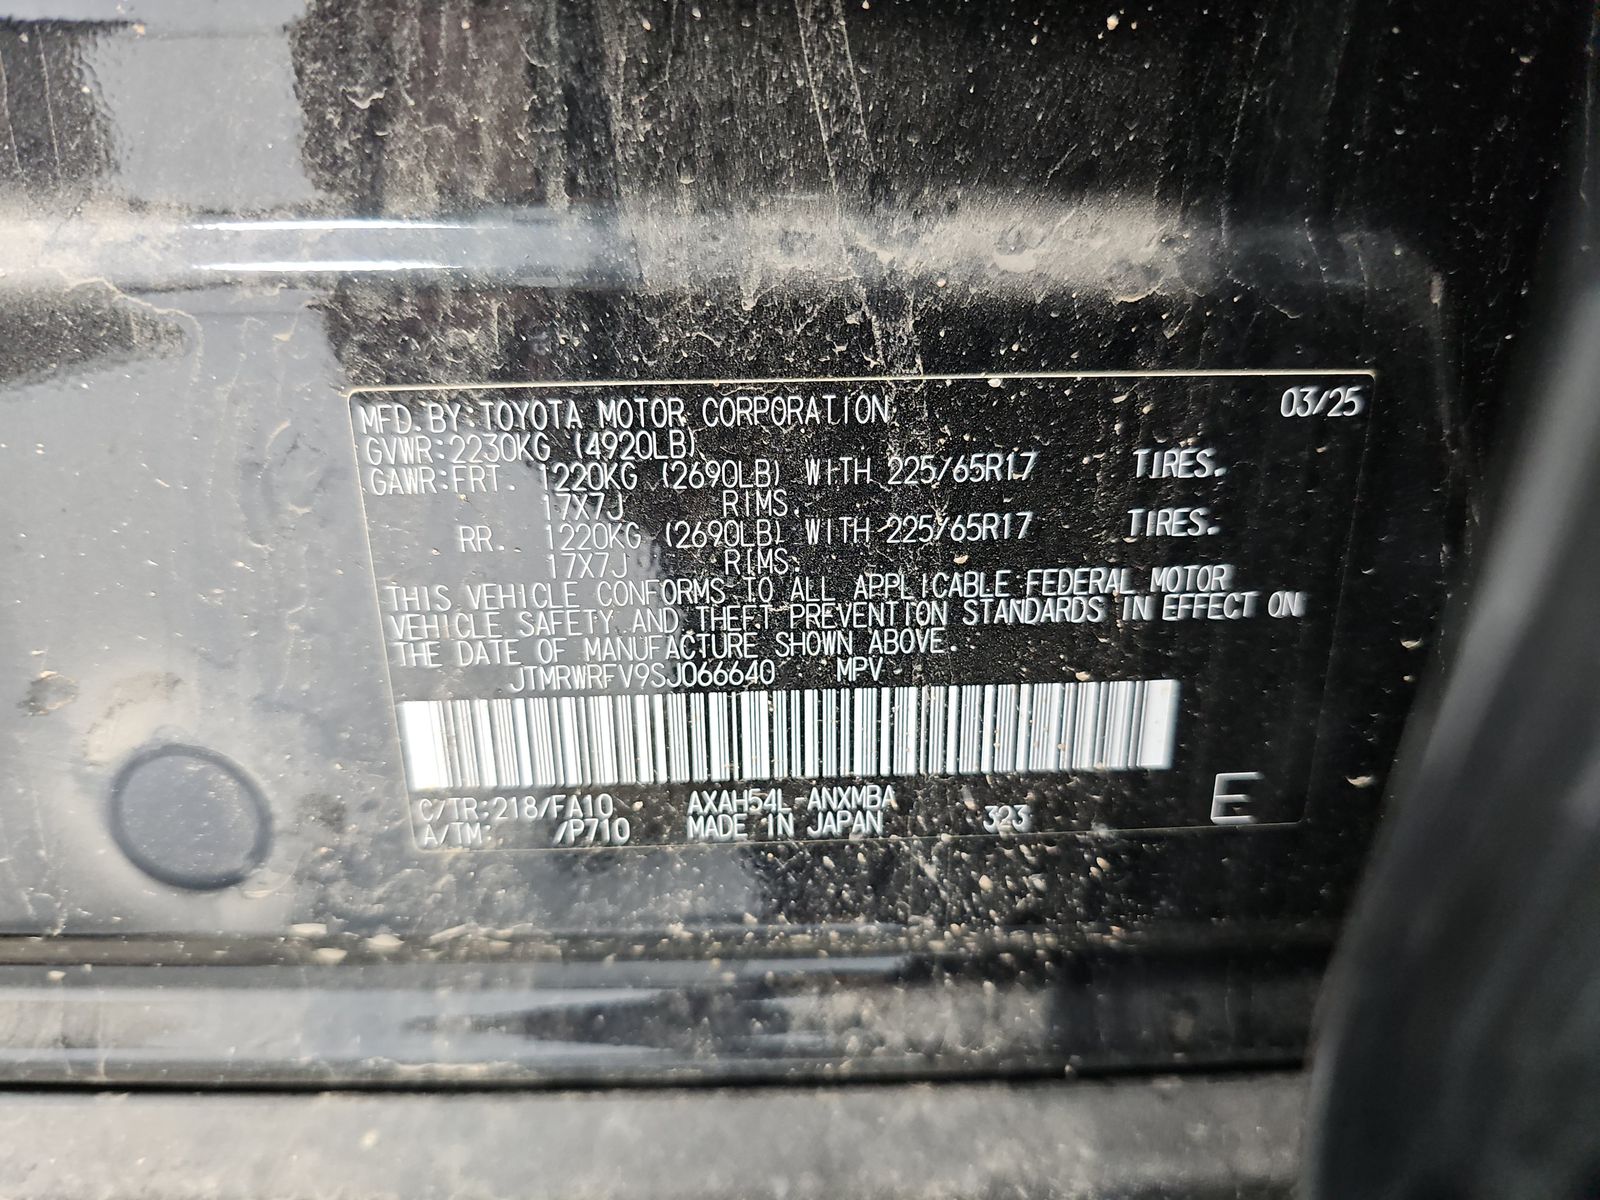 MFD. BY: TOYOTA MOTOR CORPORATION 03/25
GVWR: 2230KG (4920LB)
GAWR: FRT. 1220KG (2690LB) WITH 225/65R17 TIRES.
17X7J RIMS.
RR. 1220KG (2690LB) WITH 225/65R17 TIRES.
17X7J RIMS.
THIS VEHICLE CONFORMS TO ALL APPLICABLE FEDERAL MOTOR
VEHICLE SAFETY AND THEFT PREVENTION STANDARDS IN EFFECT ON
THE DATE OF MANUFACTURE SHOWN ABOVE.
JTMRWRFV9SJ066640 MPV
C/TR: 218/FA10 AXAH54L-ANXMBA 323 E
A/TM: /P710 MADE IN JAPAN